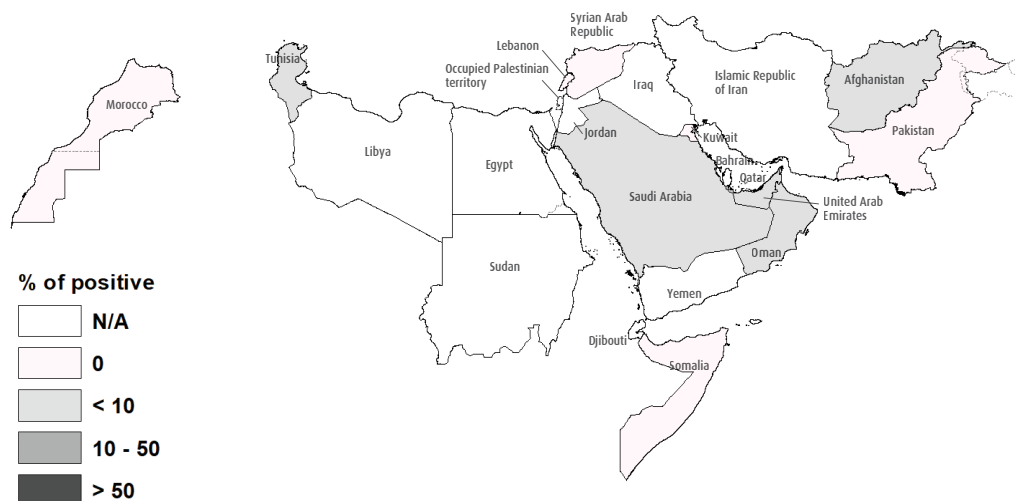 Syrian Arab
Republic
Lebanon
Tunisia
Occupied Palestinian
territory
Iraq
Islamic Republic
of Iran
Afghanistan
Morocco
Pakistan
Jordan
Kuwait
Libya
Egypt
Bahrain
Qatar
Saudi Arabia
United Arab
Emirates
Oman
Sudan
Yemen
Djibouti
Somalia
% of positive
N/A
0
< 10
10 - 50
> 50